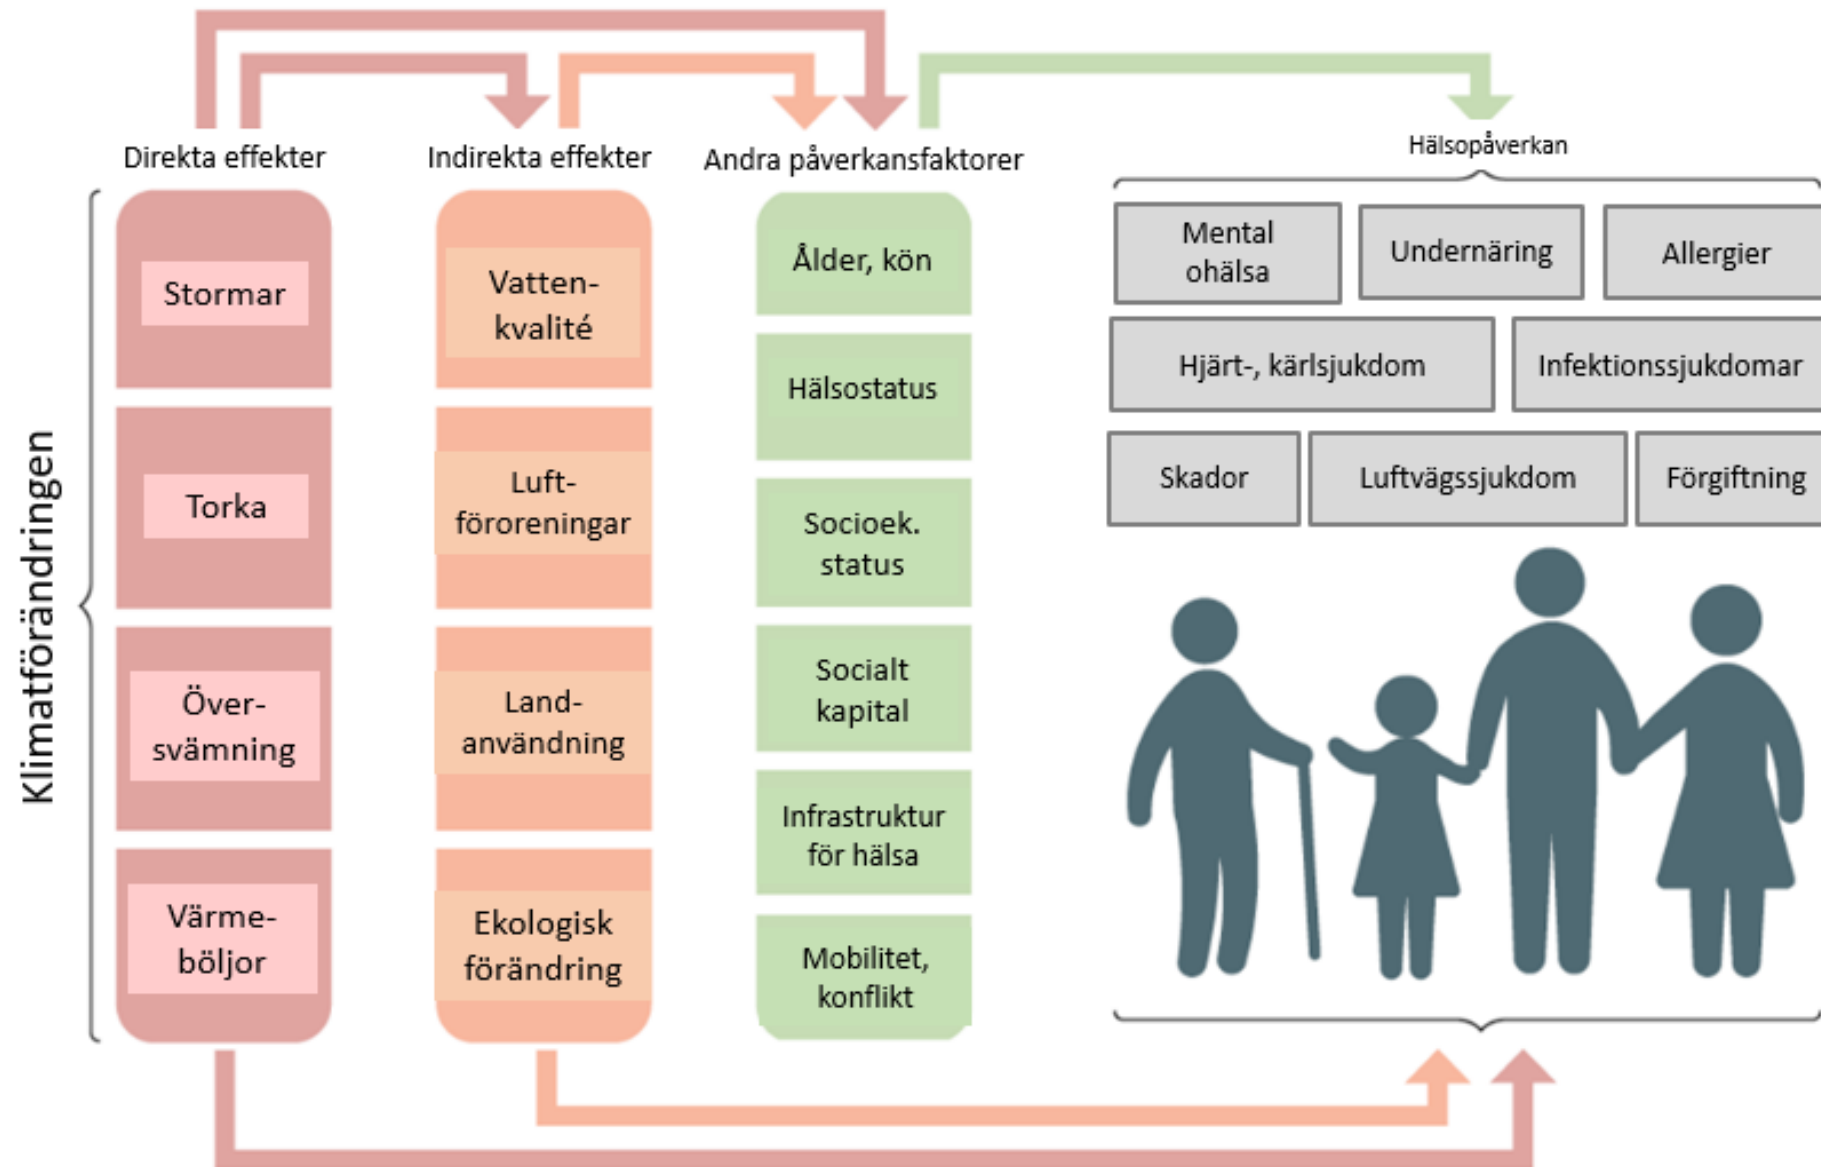 Direkta effekter
Indirekta effekter
Andra påverkansfaktorer
Hälsopåverkan
Klimatförändringen
Stormar
Torka
Över-
svämning
Värme-
böljor
Vatten-
kvalité
Luft-
föroreningar
Land-
användning
Ekologisk
förändring
Ålder, kön
Hälsostatus
Socioek.
status
Socialt
kapital
Infrastruktur
för hälsa
Mobilitet,
konflikt
Mental
ohälsa
Undernäring
Allergier
Hjärt-, kärlsjukdom
Infektionssjukdomar
Skador
Luftvägssjukdom
Förgiftning